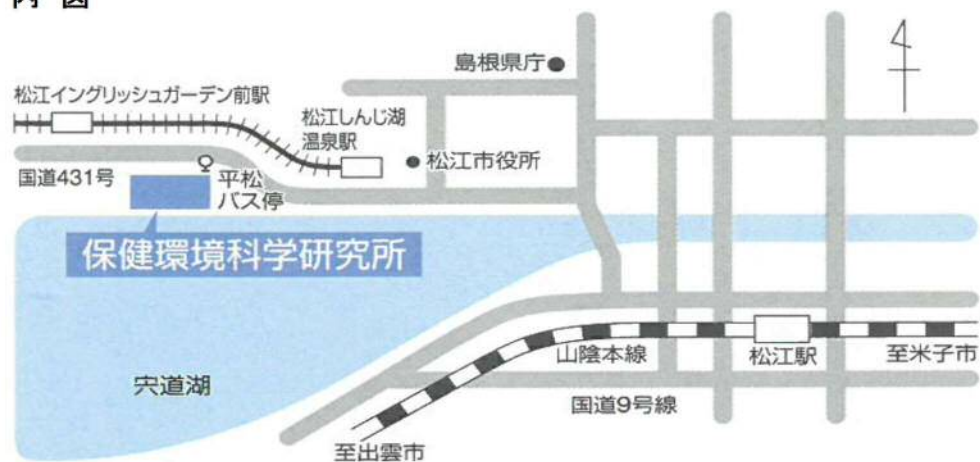 内 図
島根県庁
松江イングリッシュガーデン前駅
松江しんじ湖
温泉駅
松江市役所
国道431号
平松
バス停
保健環境科学研究所
山陰本線
松江駅
至米子市
宍道湖
国道9号線
至出雲市